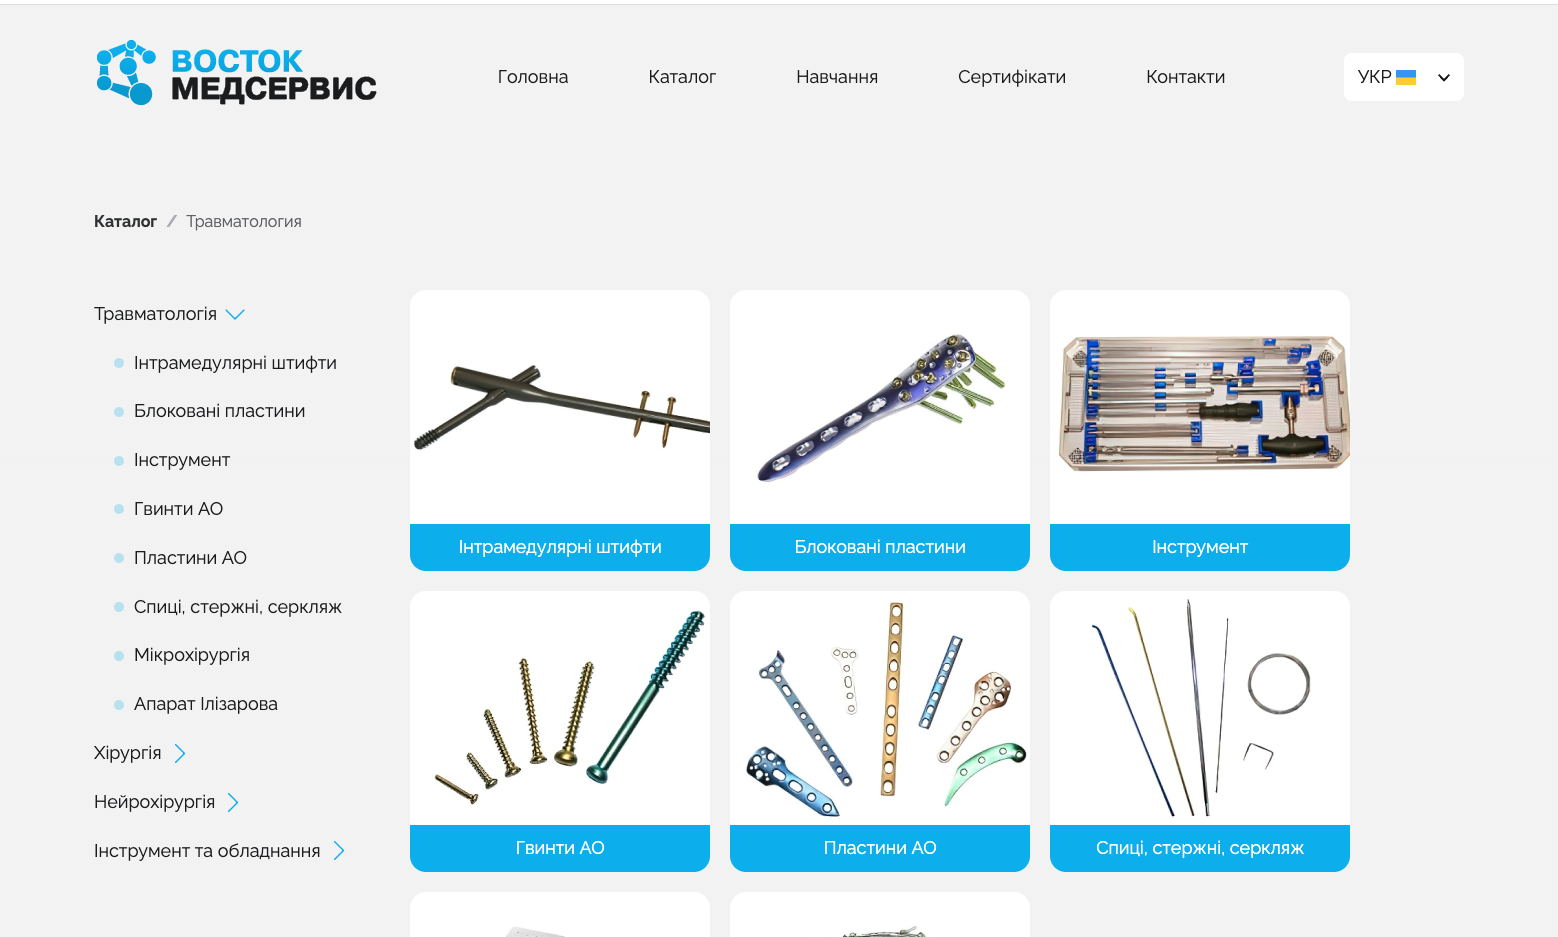 ВОСТОК
МЕДСЕРВИС
Головна
Каталог
Навчання
Сертифікати
Контакти
УКР
Каталог / Травматология
Травматологія
Інтрамедулярні штифти
Блоковані пластини
Інструмент
Гвинти АО
Пластини АО
Спиці, стержні, серкляж
Мікрохірургія
Апарат Ілізарова
Хірургія
Нейрохірургія
Інструмент та обладнання
Інтрамедулярні штифти
Блоковані пластини
Інструмент
Гвинти АО
Пластини АО
Спиці, стержні, серкляж